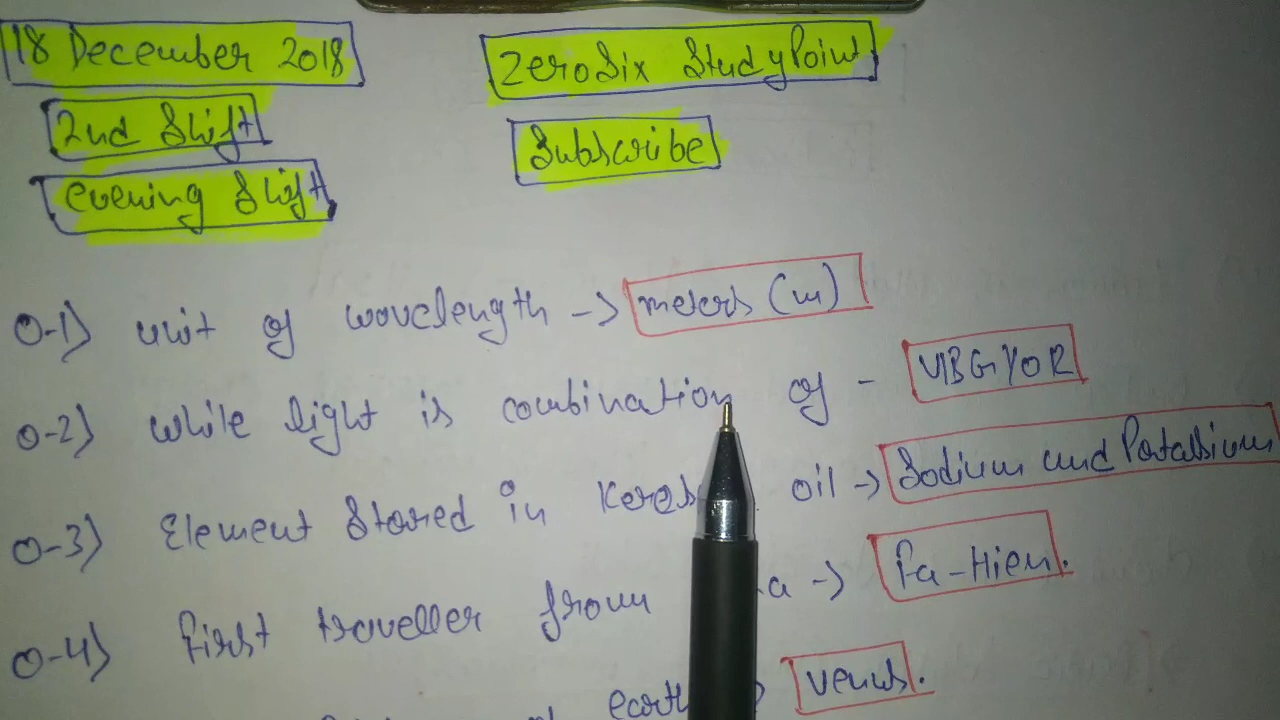 18 December 2018
ZeroSix StudyPoint
2nd Shift
Subscribe
evening Shift
Q-1) unit of wavelength -> meters (m)
Q-2) While light is combination of - VIBGYOR
Q-3) Element Stored in Keros oil -> Sodium and Potassium
Q-4) First traveller from a -> Fa-Hien.
earth venus.